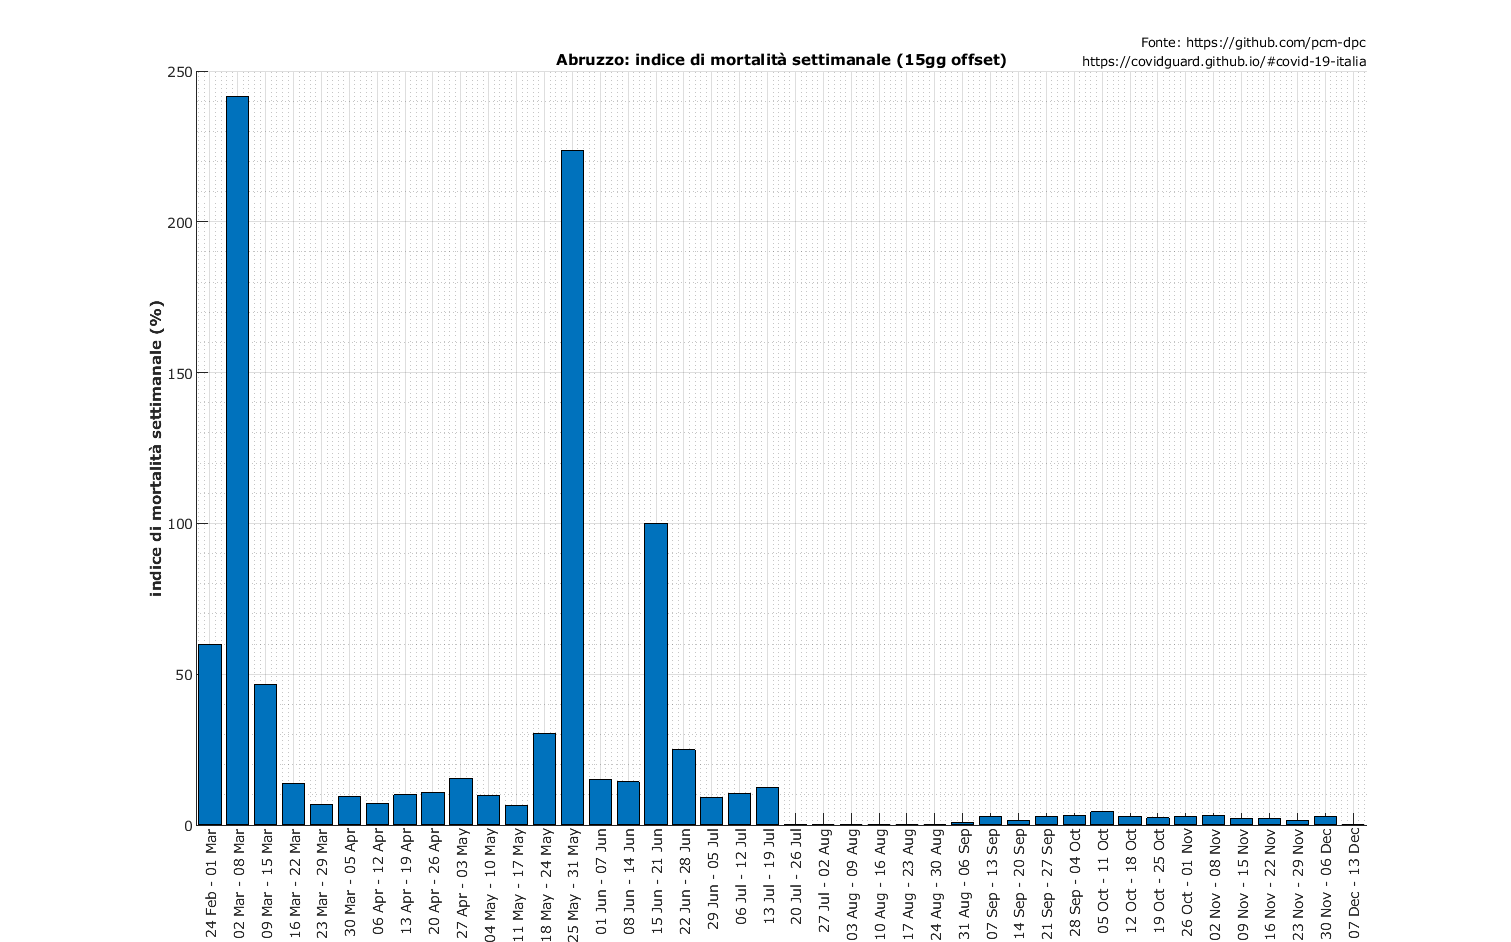 Fonte: https://github.com/pcm-dpc
Abruzzo: indice di mortalità settimanale (15gg offset)
https://covidguard.github.io/#covid-19-italia
indice di mortalità settimanale (%)
250
200
150
100
50
0
24 Feb - 01 Mar
02 Mar - 08 Mar
09 Mar - 15 Mar
16 Mar - 22 Mar
23 Mar - 29 Mar
30 Mar - 05 Apr
06 Apr - 12 Apr
13 Apr - 19 Apr
20 Apr - 26 Apr
27 Apr - 03 May
04 May - 10 May
11 May - 17 May
18 May - 24 May
25 May - 31 May
01 Jun - 07 Jun
08 Jun - 14 Jun
15 Jun - 21 Jun
22 Jun - 28 Jun
29 Jun - 05 Jul
06 Jul - 12 Jul
13 Jul - 19 Jul
20 Jul - 26 Jul
27 Jul - 02 Aug
03 Aug - 09 Aug
10 Aug - 16 Aug
17 Aug - 23 Aug
24 Aug - 30 Aug
31 Aug - 06 Sep
07 Sep - 13 Sep
14 Sep - 20 Sep
21 Sep - 27 Sep
28 Sep - 04 Oct
05 Oct - 11 Oct
12 Oct - 18 Oct
19 Oct - 25 Oct
26 Oct - 01 Nov
02 Nov - 08 Nov
09 Nov - 15 Nov
16 Nov - 22 Nov
23 Nov - 29 Nov
30 Nov - 06 Dec
07 Dec - 13 Dec